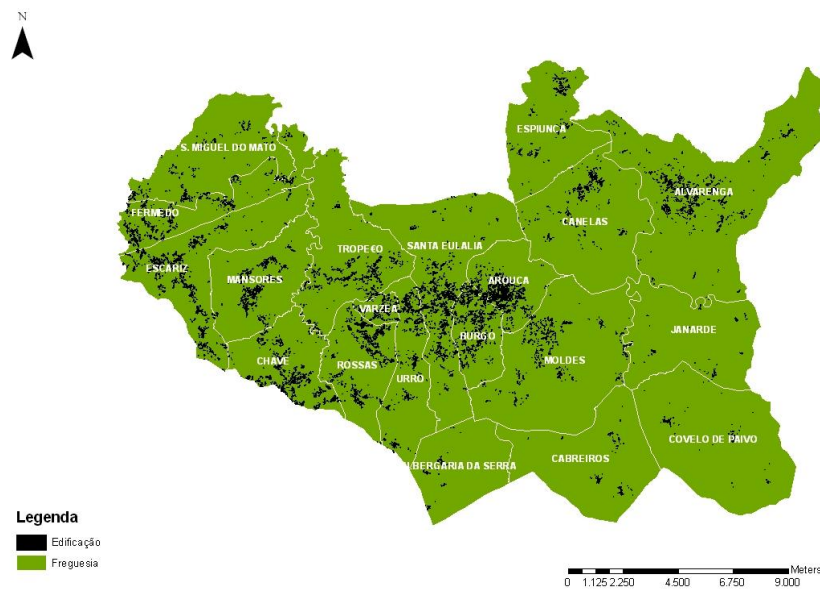 N
ESPIUNCA
S. MIGUEL DO MATO
ALVARENGA
FERMEDO
CANELAS
TROPE€O
SANTA EULALIA
ESCARIZ
MANSORES
AROUCA
VARZEA
JANARDE
BURGO
CHAVE
ROSSAS
MOLDES
URRO
COVELO DE PAIVO
LBERGARIA DA SERRA
CABREIROS
Legenda
Edificação
Freguesia
Meters
0 1.125 2.250 4.500 6.750 9.000